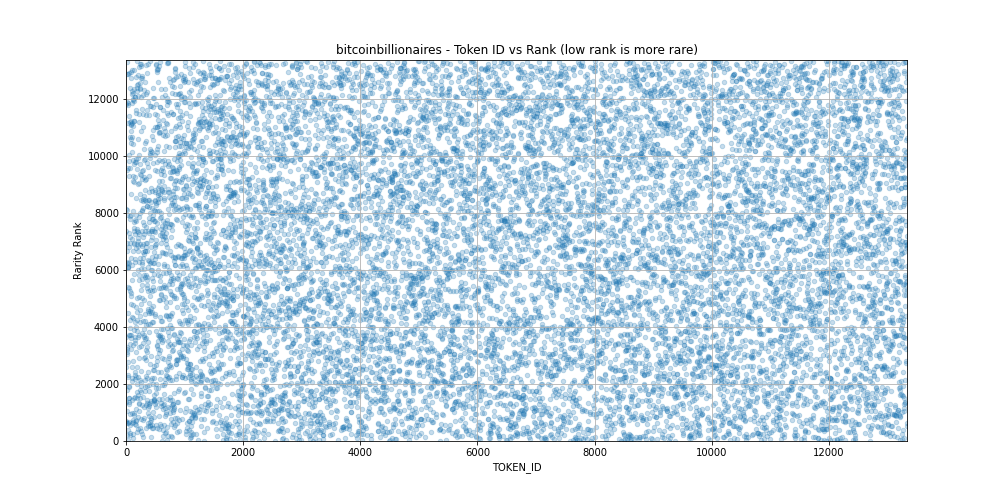 bitcoinbillionaires - Token ID vs Rank (low rank is more rare)
12000
10000
8000
6000
4000
2000
0
Rarity Rank
0 2000 4000 6000 8000 10000 12000
TOKEN_ID